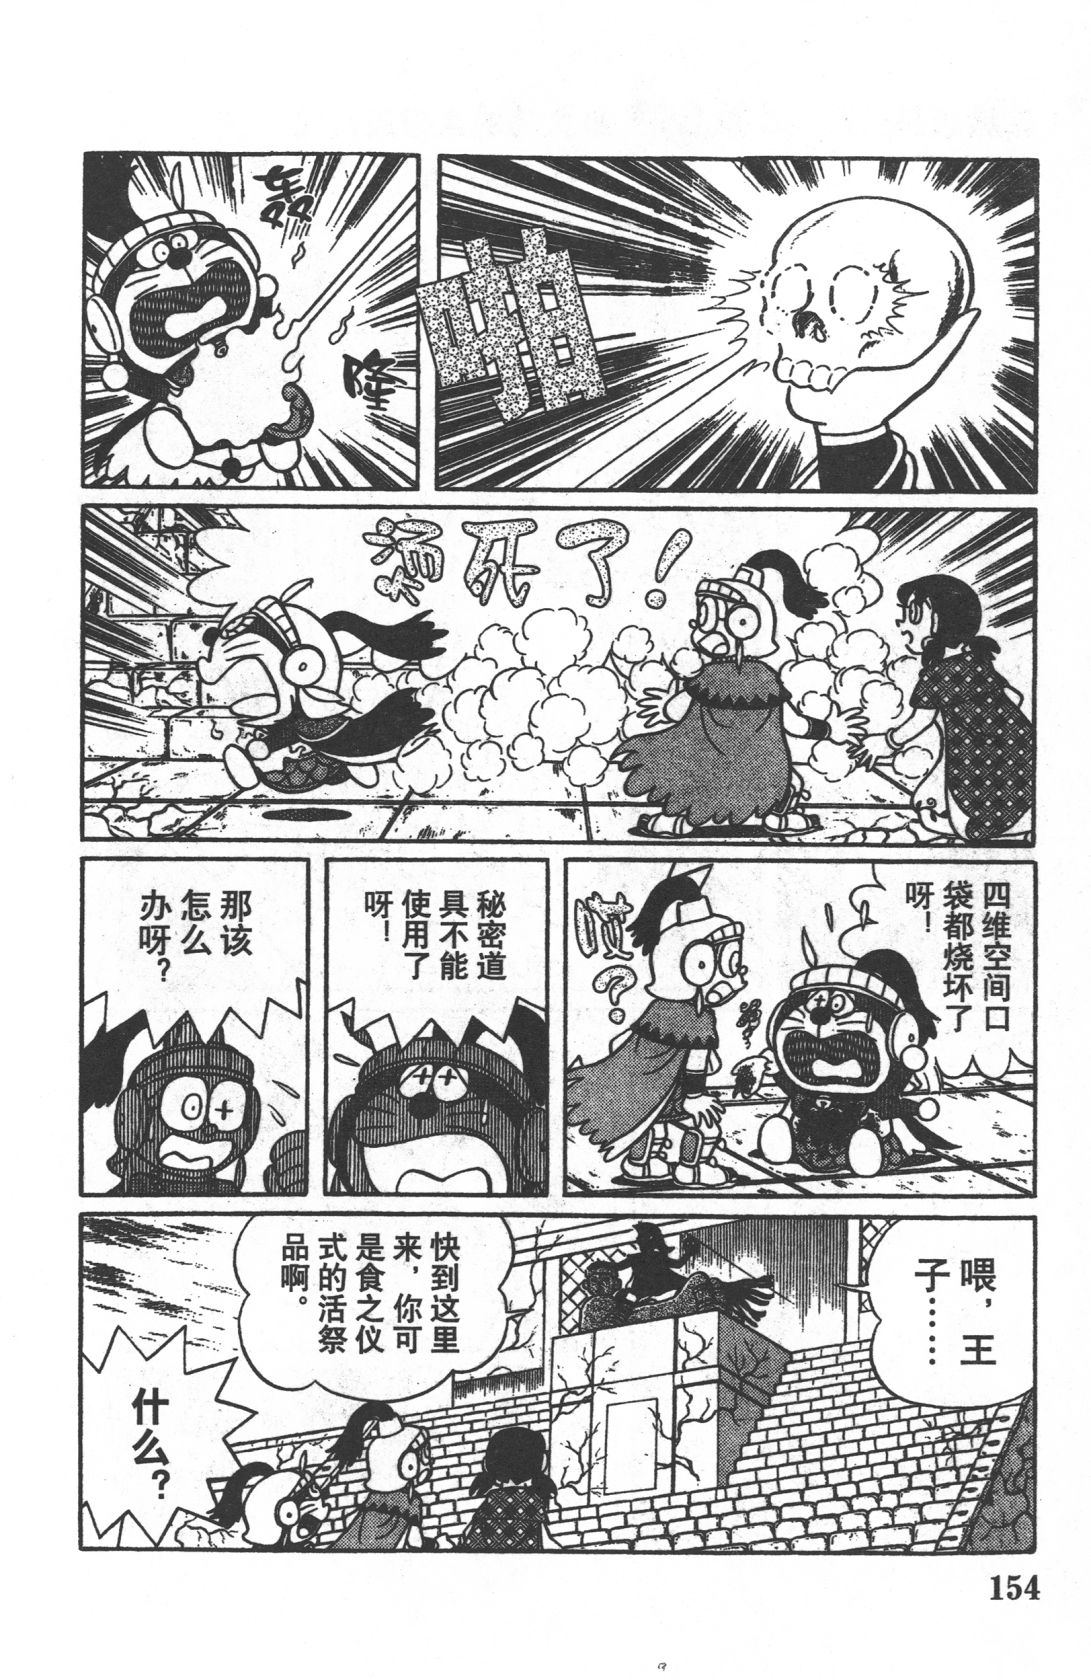 啪
轰
隆
烫死了！
四维空间口
袋都烧坏了
呀！
啦？
秘密道
具不能
使用了
呀！
那该
怎么
办呀？
喂，王
子……
快到这里
来，你可
是食之仪
式的活祭
品啊。
什么？
154